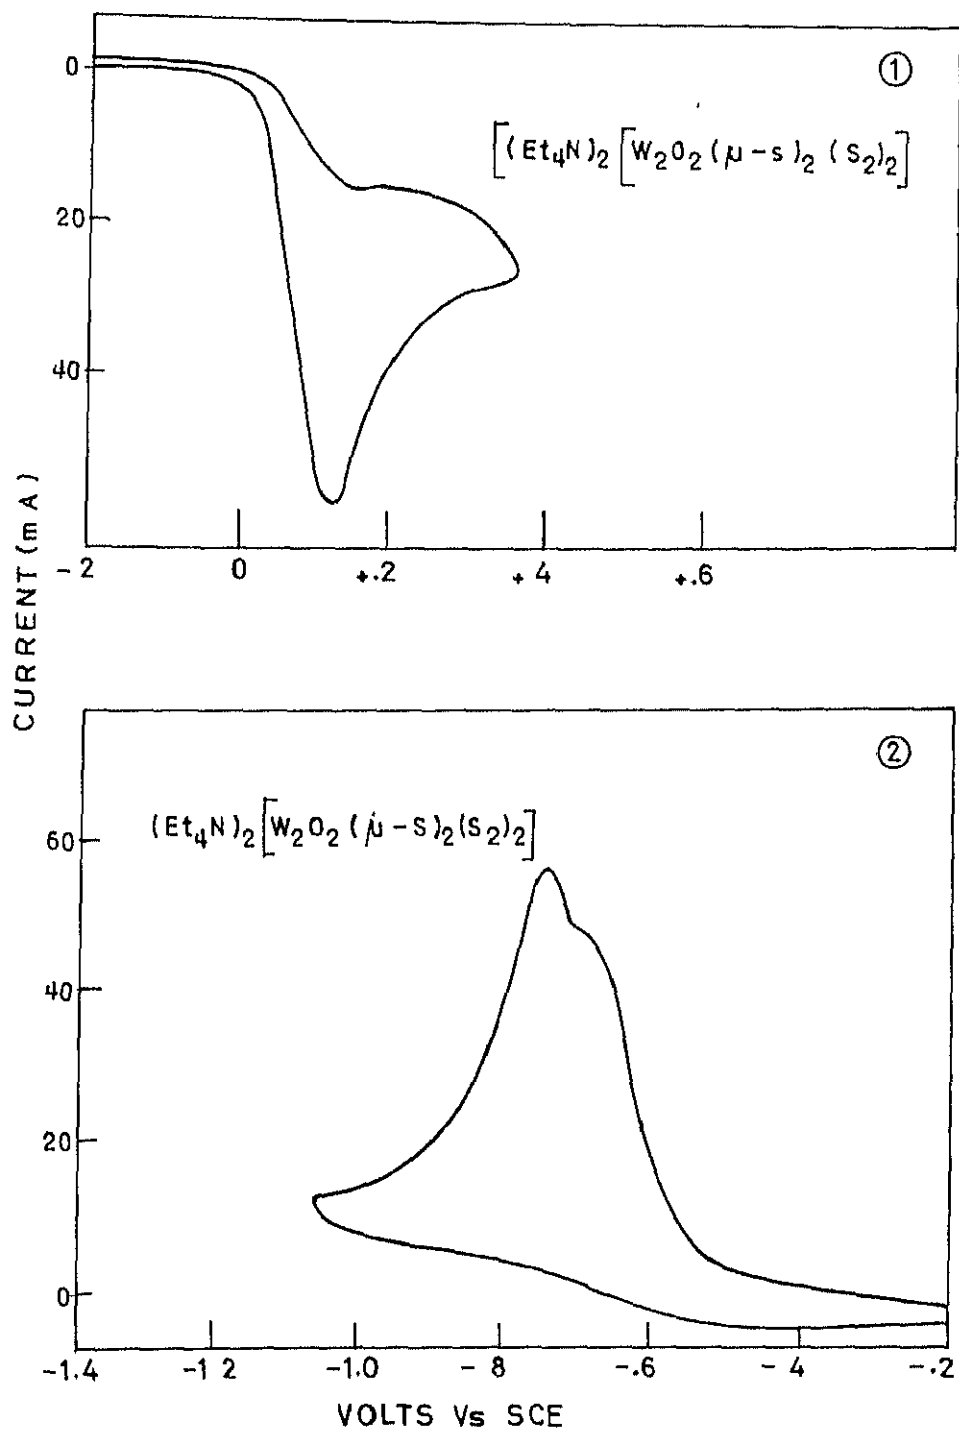 ①
[(Et₄N)₂[W₂O₂(μ-s)₂(S₂)₂]
0
20
40
-2 0 +.2 +4 +.6
CURRENT(mA)
②
(Et₄N)₂[W₂O₂(μ-S)₂(S₂)₂]
60
40
20
0
-1.4 -12 -1.0 -8 -.6 -4 -.2
VOLTS Vs SCE